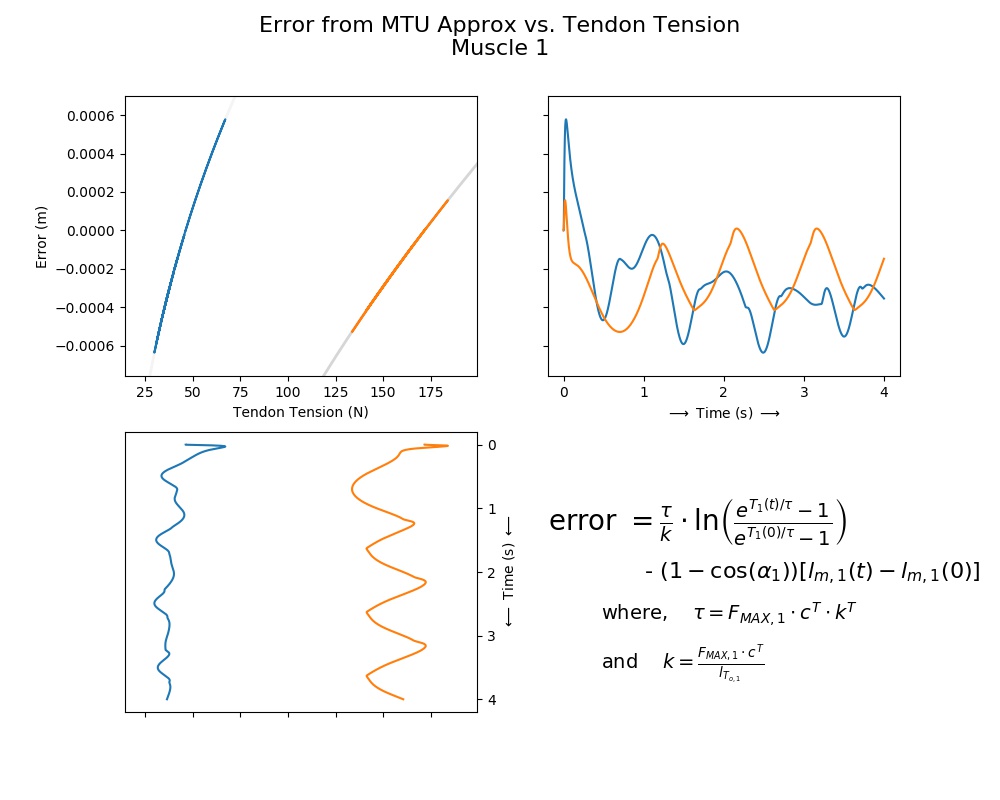 Error from MTU Approx vs. Tendon Tension
Muscle 1
0.0006
0.0004
0.0002
0.0000
−0.0002
−0.0004
−0.0006
Error (m)
25 50 75 100 125 150 175
Tendon Tension (N)
0 1 2 3 4
⟶ Time (s) ⟶
0
1
2
3
4
⟵ Time (s) ⟵
error = \frac{τ}{k} · ln(\frac{e^{T_1(t)/τ} − 1}{e^{T_1(0)/τ} − 1})
- (1 − cos(α_1))[l_{m,1}(t) − l_{m,1}(0)]
where, τ = F_{MAX,1} · c^T · k^T
and k = \frac{F_{MAX,1} · c^T}{l_{T_{o,1}}}